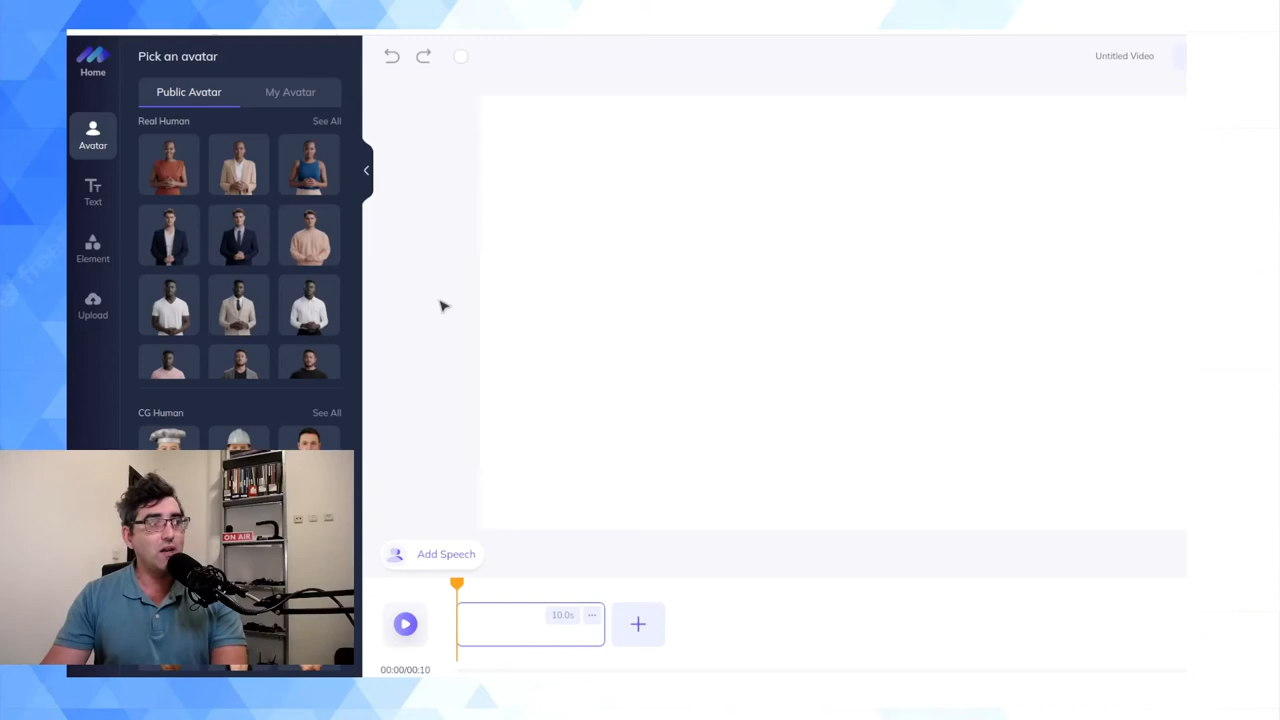 Home
Pick an avatar
Untitled Video
Public Avatar
My Avatar
Real Human
See All
Avatar
Text
Element
Upload
CG Human
See All
ON AIR
Add Speech
10.0s
00:00/00:10